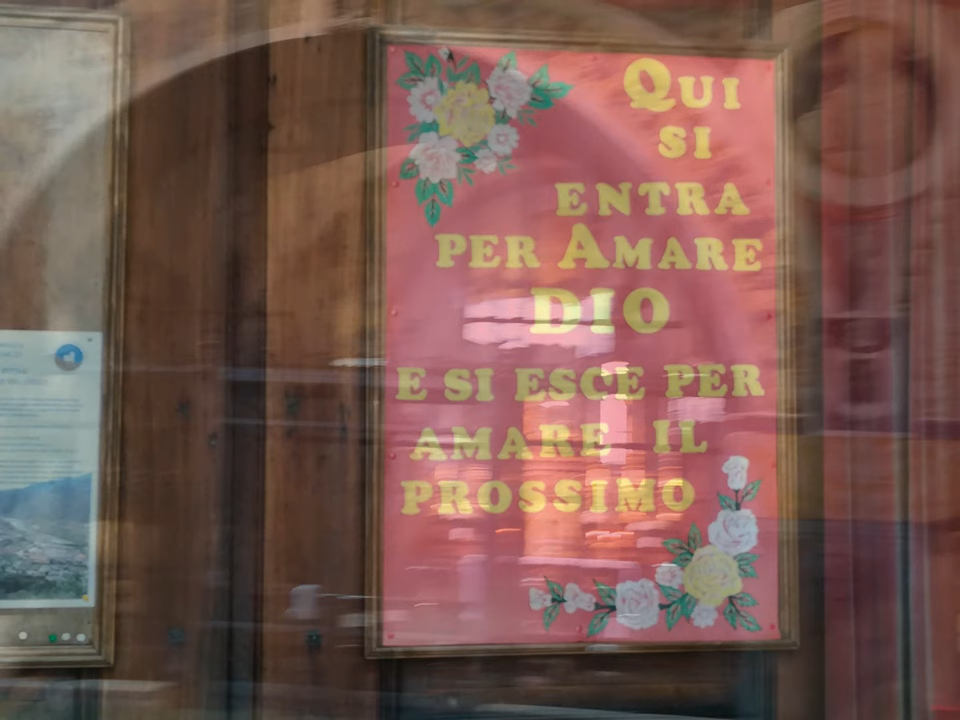 QUI
SI
ENTRA
PER AMARE
DIO
E SI ESCE PER
AMARE IL
PROSSIMO